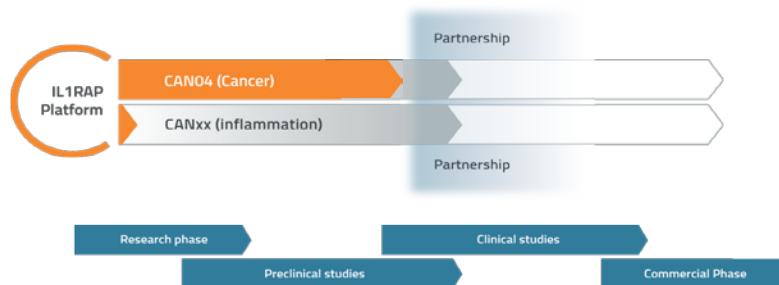 Partnership
IL1RAP
Platform
CAN04 (Cancer)
CANxx (inflammation)
Partnership
Research phase
Clinical studies
Preclinical studies
Commercial Phase